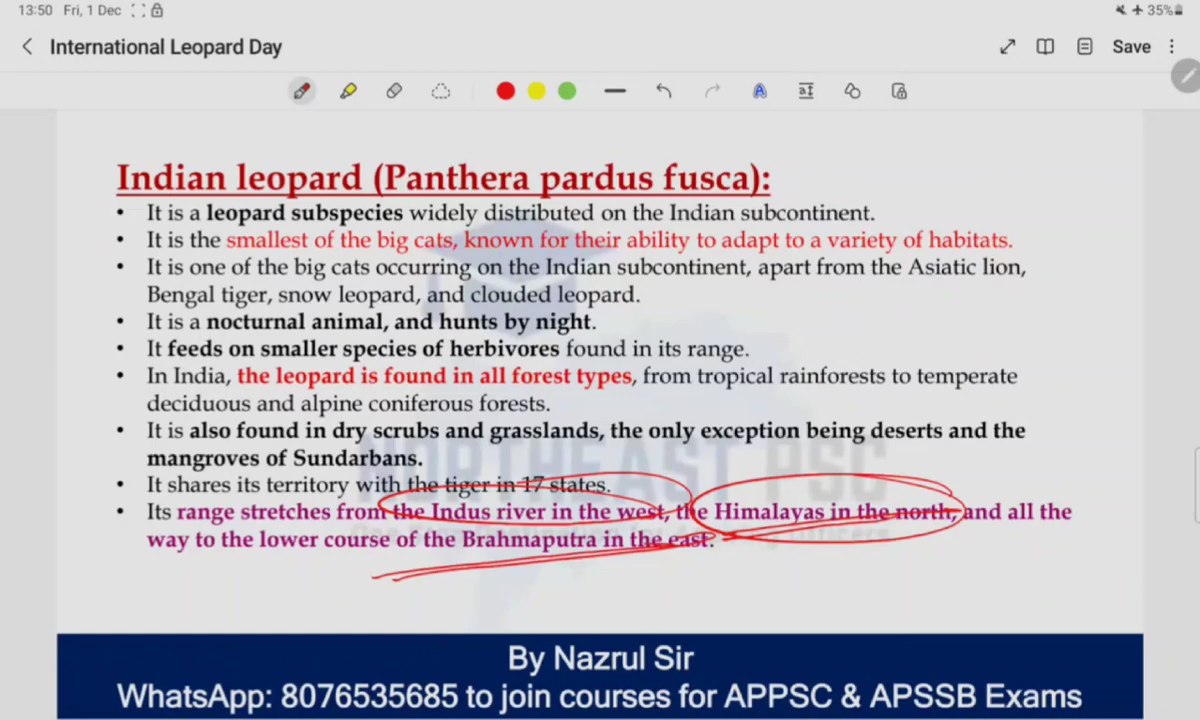 13:50 Fri, 1 Dec
35%
International Leopard Day
Save
Indian leopard (Panthera pardus fusca):
• It is a leopard subspecies widely distributed on the Indian subcontinent.
• It is the smallest of the big cats, known for their ability to adapt to a variety of habitats.
• It is one of the big cats occurring on the Indian subcontinent, apart from the Asiatic lion,
Bengal tiger, snow leopard, and clouded leopard.
• It is a nocturnal animal, and hunts by night.
• It feeds on smaller species of herbivores found in its range.
• In India, the leopard is found in all forest types, from tropical rainforests to temperate
deciduous and alpine coniferous forests.
• It is also found in dry scrubs and grasslands, the only exception being deserts and the
mangroves of Sundarbans.
NORTHEAST PSC
• It shares its territory with the tiger in 17 states.
• Its range stretches from the Indus river in the west, the Himalayas in the north, and all the
way to the lower course of the Brahmaputra in the east.
By Nazrul Sir
WhatsApp: 8076535685 to join courses for APPSC & APSSB Exams